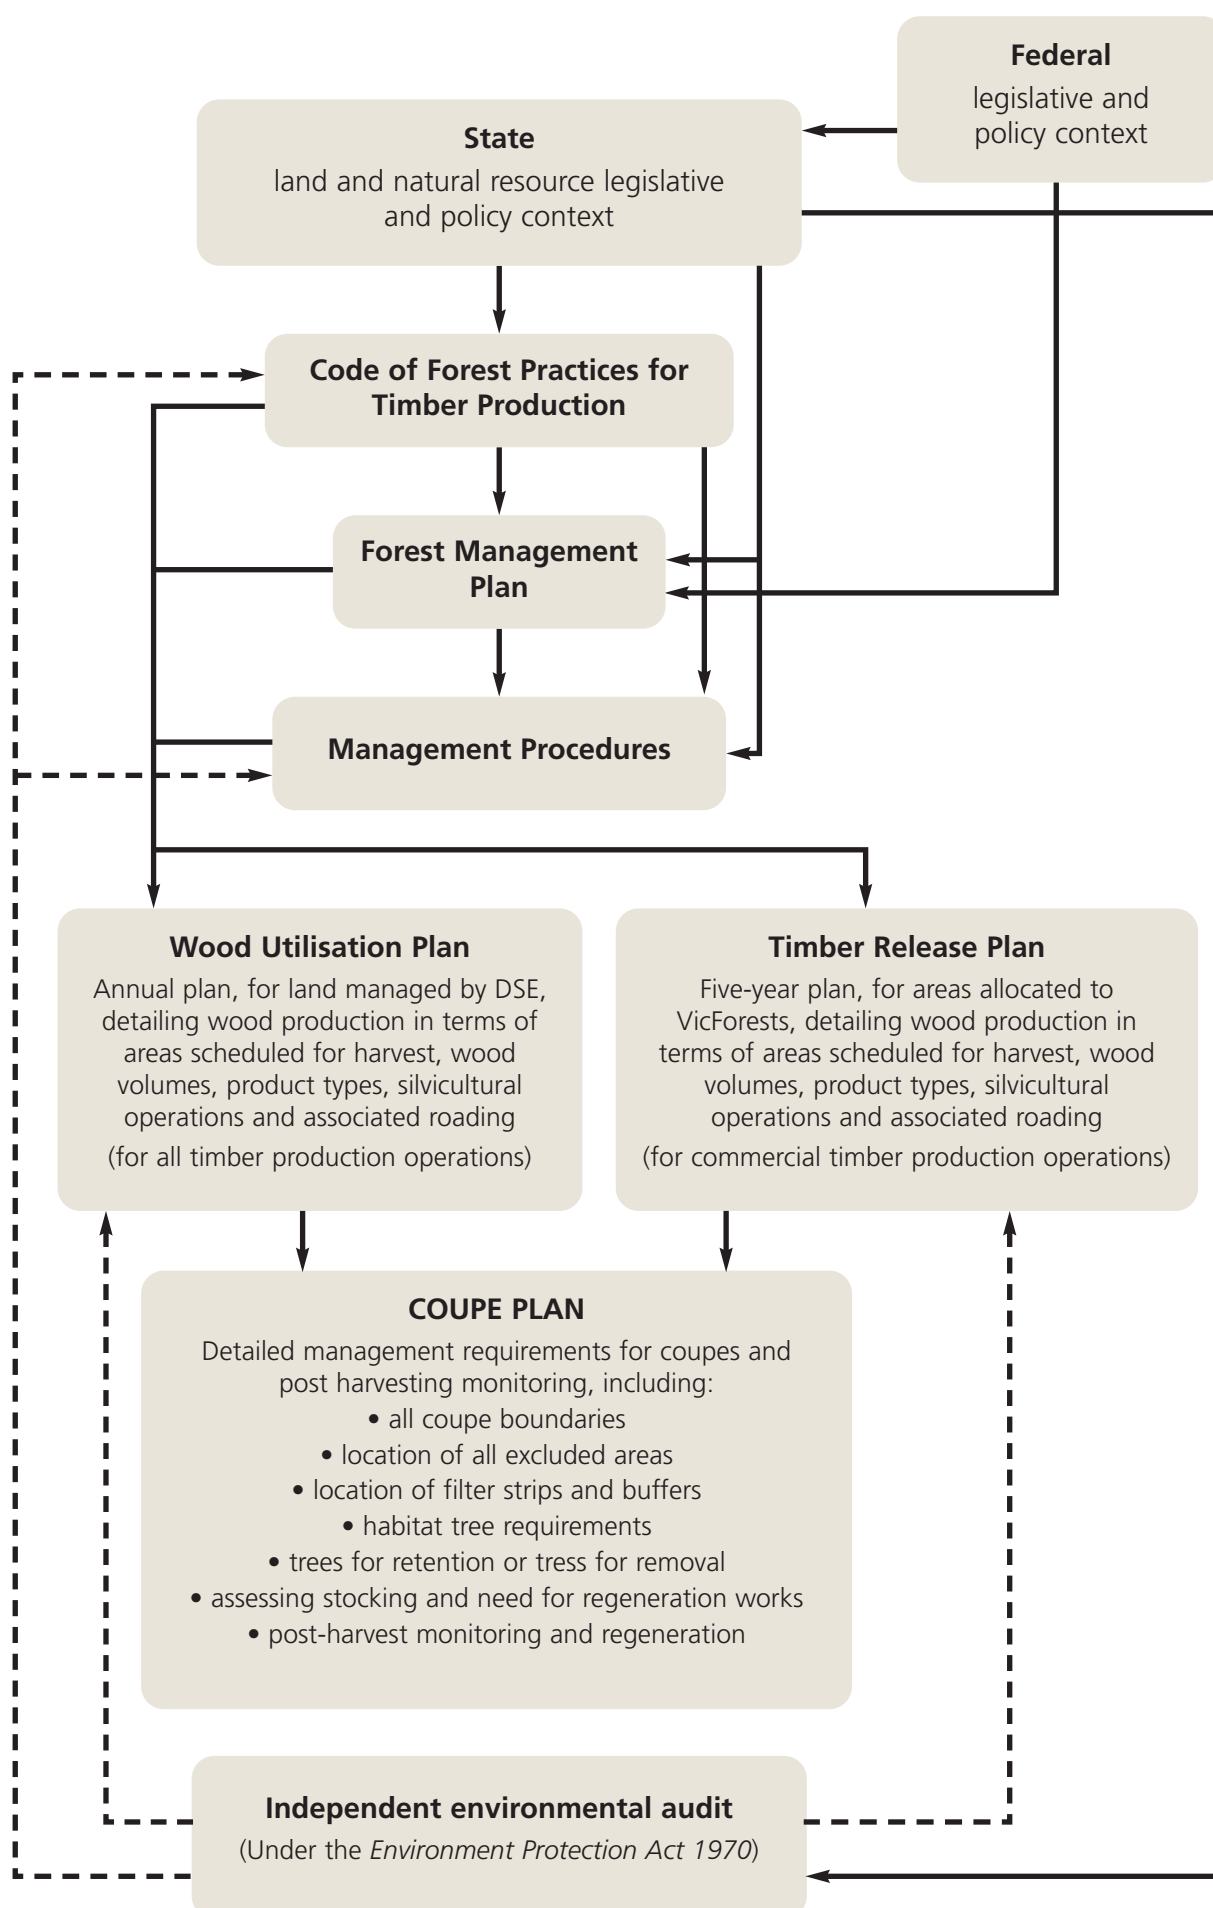 Federal
legislative and
policy context
State
land and natural resource legislative
and policy context
Code of Forest Practices for
Timber Production
Forest Management
Plan
Management Procedures
Wood Utilisation Plan
Annual plan, for land managed by DSE,
detailing wood production in terms of
areas scheduled for harvest, wood
volumes, product types, silvicultural
operations and associated roading
(for all timber production operations)
Timber Release Plan
Five-year plan, for areas allocated to
VicForests, detailing wood production in
terms of areas scheduled for harvest, wood
volumes, product types, silvicultural
operations and associated roading
(for commercial timber production operations)
COUPE PLAN
Detailed management requirements for coupes and
post harvesting monitoring, including:
• all coupe boundaries
• location of all excluded areas
• location of filter strips and buffers
• habitat tree requirements
• trees for retention or tress for removal
• assessing stocking and need for regeneration works
• post-harvest monitoring and regeneration
Independent environmental audit
(Under the Environment Protection Act 1970)